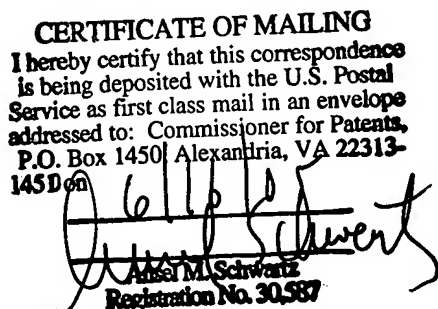 CERTIFICATE OF MAILING
I hereby certify that this correspondence
is being deposited with the U.S. Postal
Service as first class mail in an envelope
addressed to: Commissioner for Patents,
P.O. Box 1450 Alexandria, VA 22313-
1450 on
Ansel M. Schwartz
Registration No. 30,587